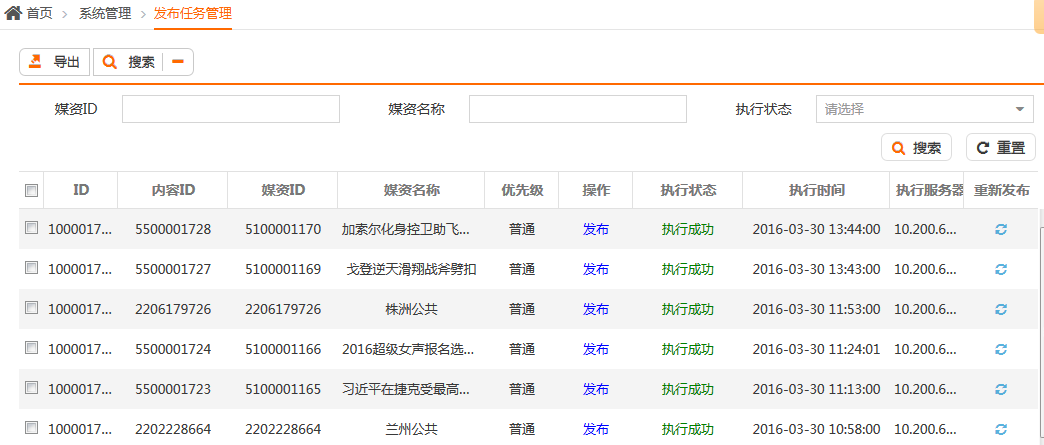 首页 系统管理 发布任务管理
导出 搜索
媒资ID 媒资名称 执行状态 请选择
搜索 重置
ID 内容ID 媒资ID 媒资名称 优先级 操作 执行状态 执行时间 执行服务器 重新发布
1000017... 5500001728 5100001170 加索尔化身控卫助飞... 普通 发布 执行成功 2016-03-30 13:44:00 10.200.6...
1000017... 5500001727 5100001169 戈登逆天滑翔战斧劈扣 普通 发布 执行成功 2016-03-30 13:43:00 10.200.6...
1000017... 2206179726 2206179726 株洲公共 普通 发布 执行成功 2016-03-30 11:53:00 10.200.6...
1000017... 5500001724 5100001166 2016超级女声报名选... 普通 发布 执行成功 2016-03-30 11:24:01 10.200.6...
1000017... 5500001723 5100001165 习近平在捷克受最高... 普通 发布 执行成功 2016-03-30 11:13:00 10.200.6...
1000017... 2202228664 2202228664 兰州公共 普通 发布 执行成功 2016-03-30 10:58:00 10.200.6...